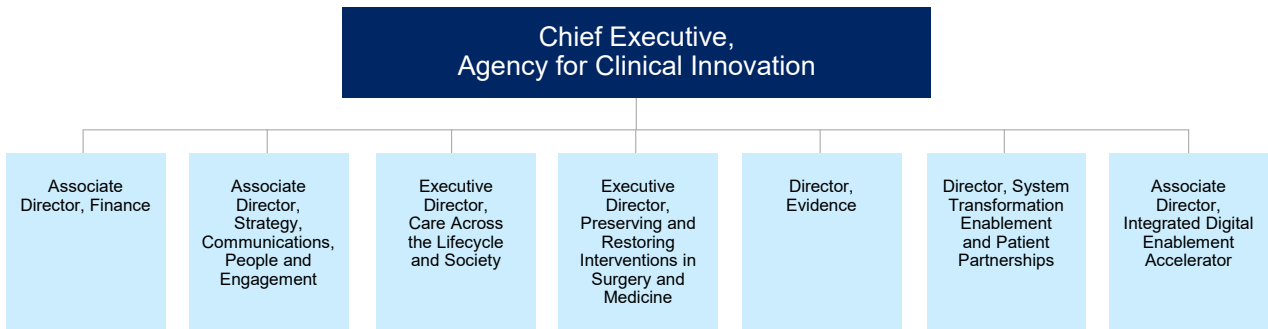 Chief Executive,
Agency for Clinical Innovation
Associate
Director, Finance
Associate
Director,
Strategy,
Communications,
People and
Engagement
Executive
Director,
Care Across
the Lifecycle
and Society
Executive
Director,
Preserving and
Restoring
Interventions in
Surgery and
Medicine
Director,
Evidence
Director, System
Transformation
Enablement
and Patient
Partnerships
Associate
Director,
Integrated Digital
Enablement
Accelerator